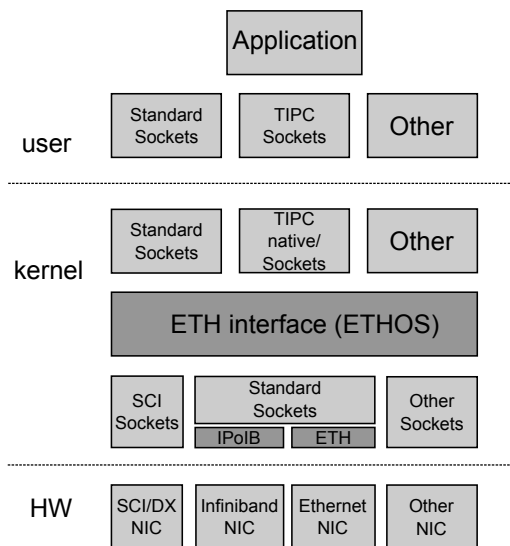 Application
user
Standard
Sockets
TIPC
Sockets
Other
kernel
Standard
Sockets
TIPC
native/
Sockets
Other
ETH interface (ETHOS)
SCI
Sockets
Standard
Sockets
IPoIB
ETH
Other
Sockets
HW
SCI/DX
NIC
Infiniband
NIC
Ethernet
NIC
Other
NIC